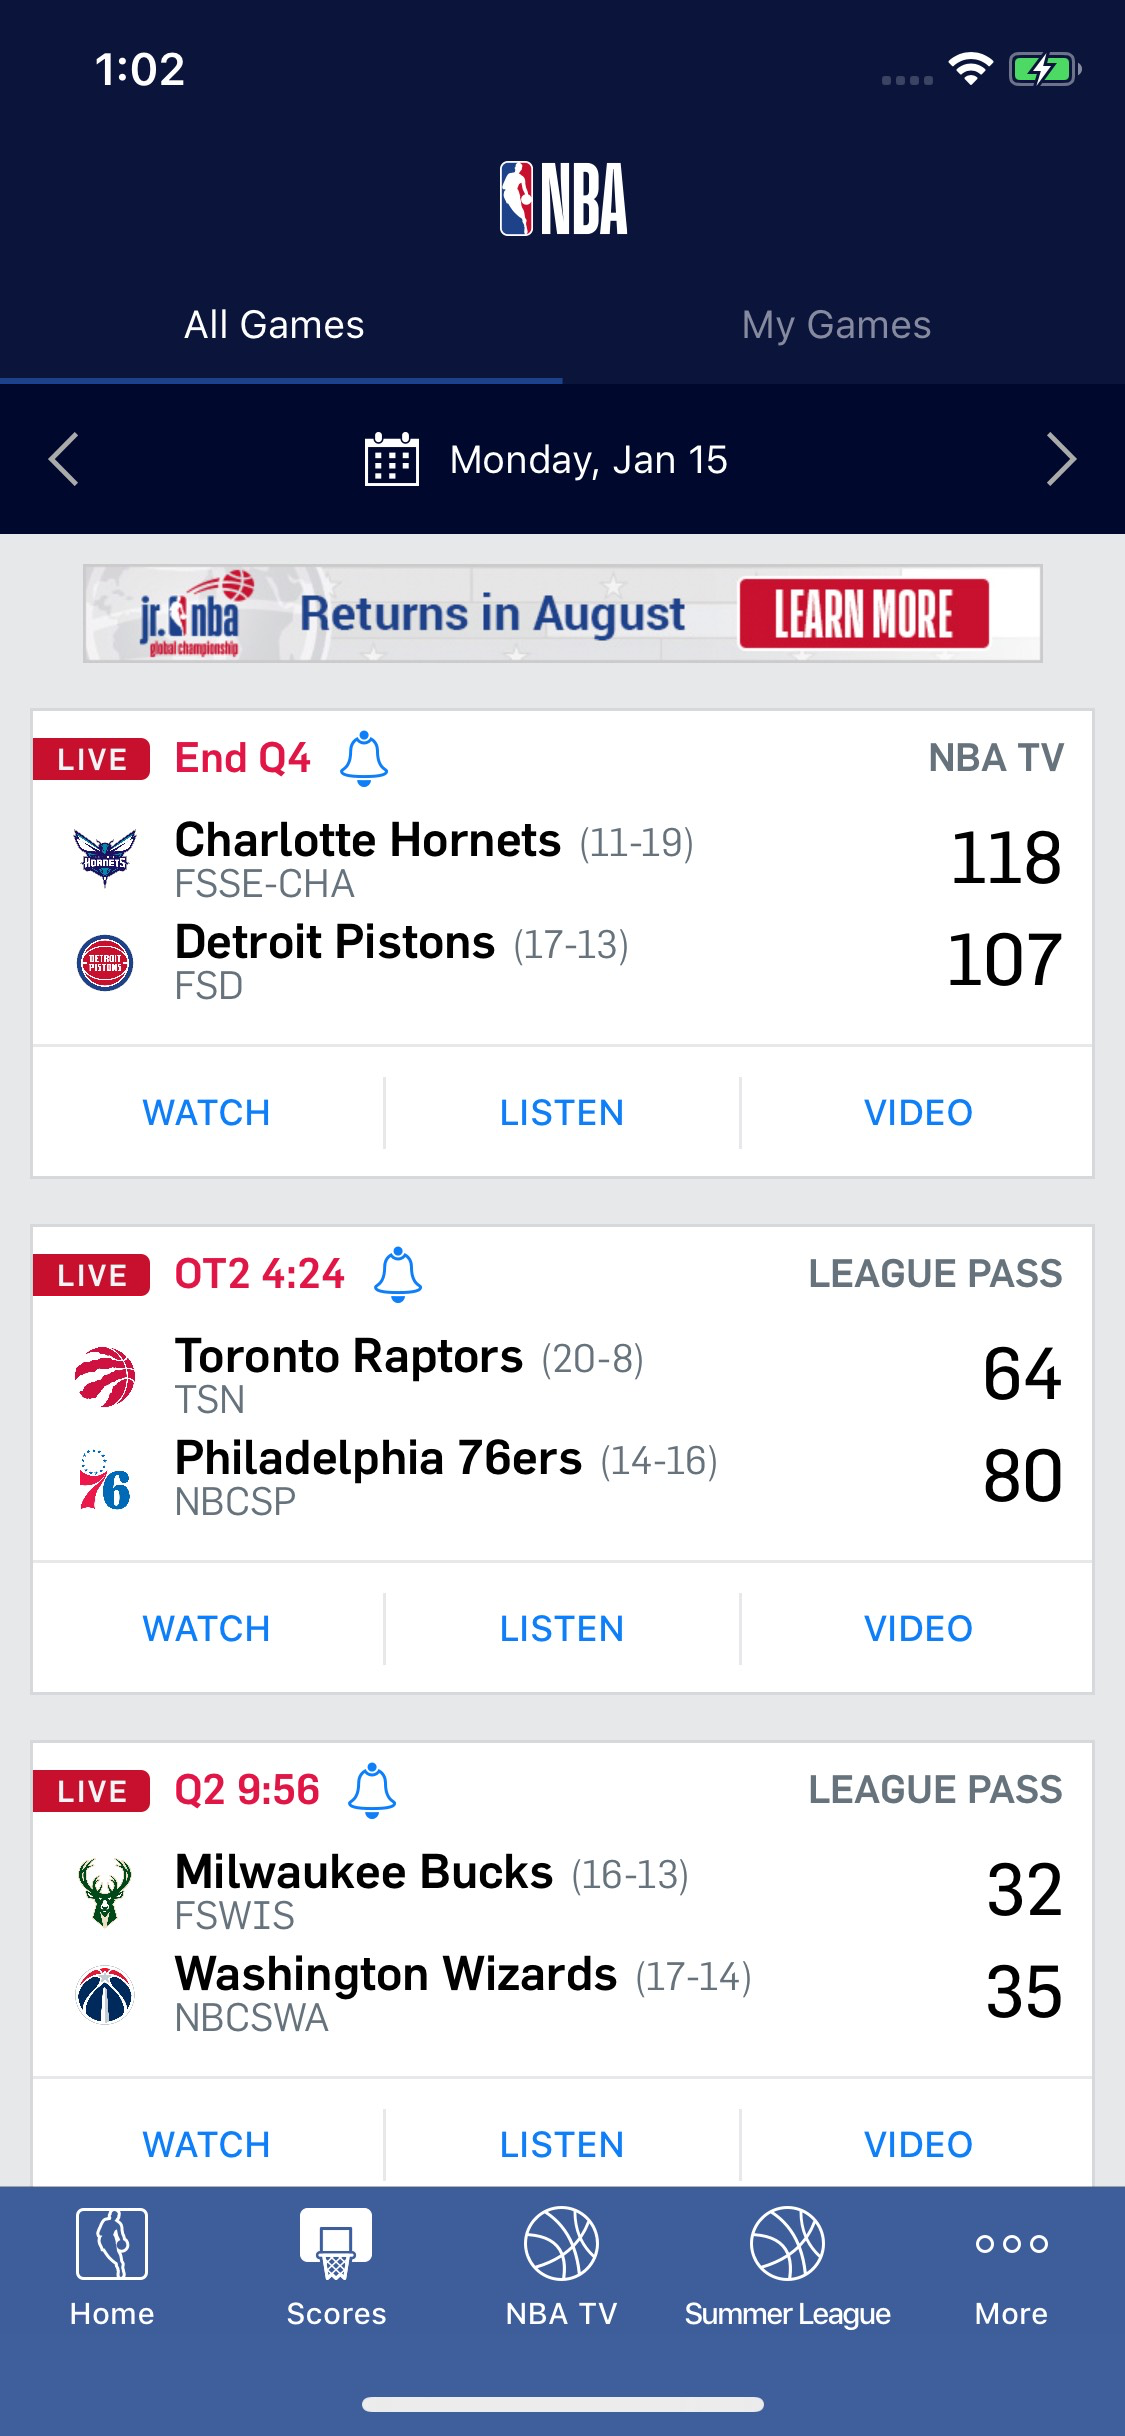 1:02
NBA
All Games
My Games
Monday, Jan 15
jr. nba
global championship
Returns in August
LEARN MORE
LIVE
End Q4
NBA TV
HORNETS
Charlotte Hornets (11-19)
118
FSSE-CHA
DETROIT
PISTONS
Detroit Pistons (17-13)
107
FSD
WATCH
LISTEN
VIDEO
LIVE
OT2 4:24
LEAGUE PASS
Toronto Raptors (20-8)
64
TSN
76
Philadelphia 76ers (14-16)
80
NBCSP
WATCH
LISTEN
VIDEO
LIVE
Q2 9:56
LEAGUE PASS
Milwaukee Bucks (16-13)
32
FSWIS
Washington Wizards (17-14)
35
NBCSWA
WATCH
LISTEN
VIDEO
Home
Scores
NBA TV
Summer League
More